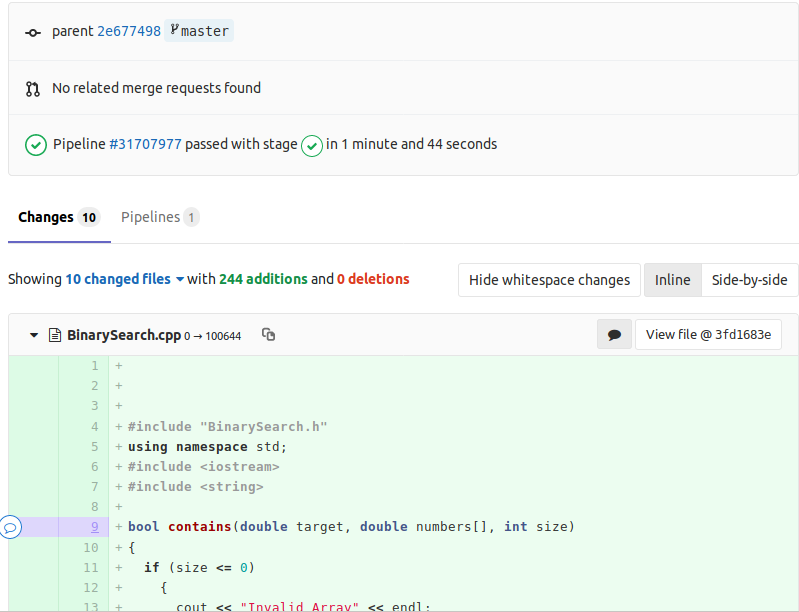 parent 2e677498 master
No related merge requests found
Pipeline #31707977 passed with stage in 1 minute and 44 seconds
Changes 10 Pipelines 1
Showing 10 changed files with 244 additions and 0 deletions Hide whitespace changes Inline Side-by-side
BinarySearch.cpp 0 → 100644 View file @ 3fd1683e
1 +
2 +
3 +
4 + #include "BinarySearch.h"
5 + using namespace std;
6 + #include <iostream>
7 + #include <string>
8 +
9 + bool contains(double target, double numbers[], int size)
10 + {
11 + if (size <= 0)
12 + {
13 + cout << "Invalid Array" << endl;